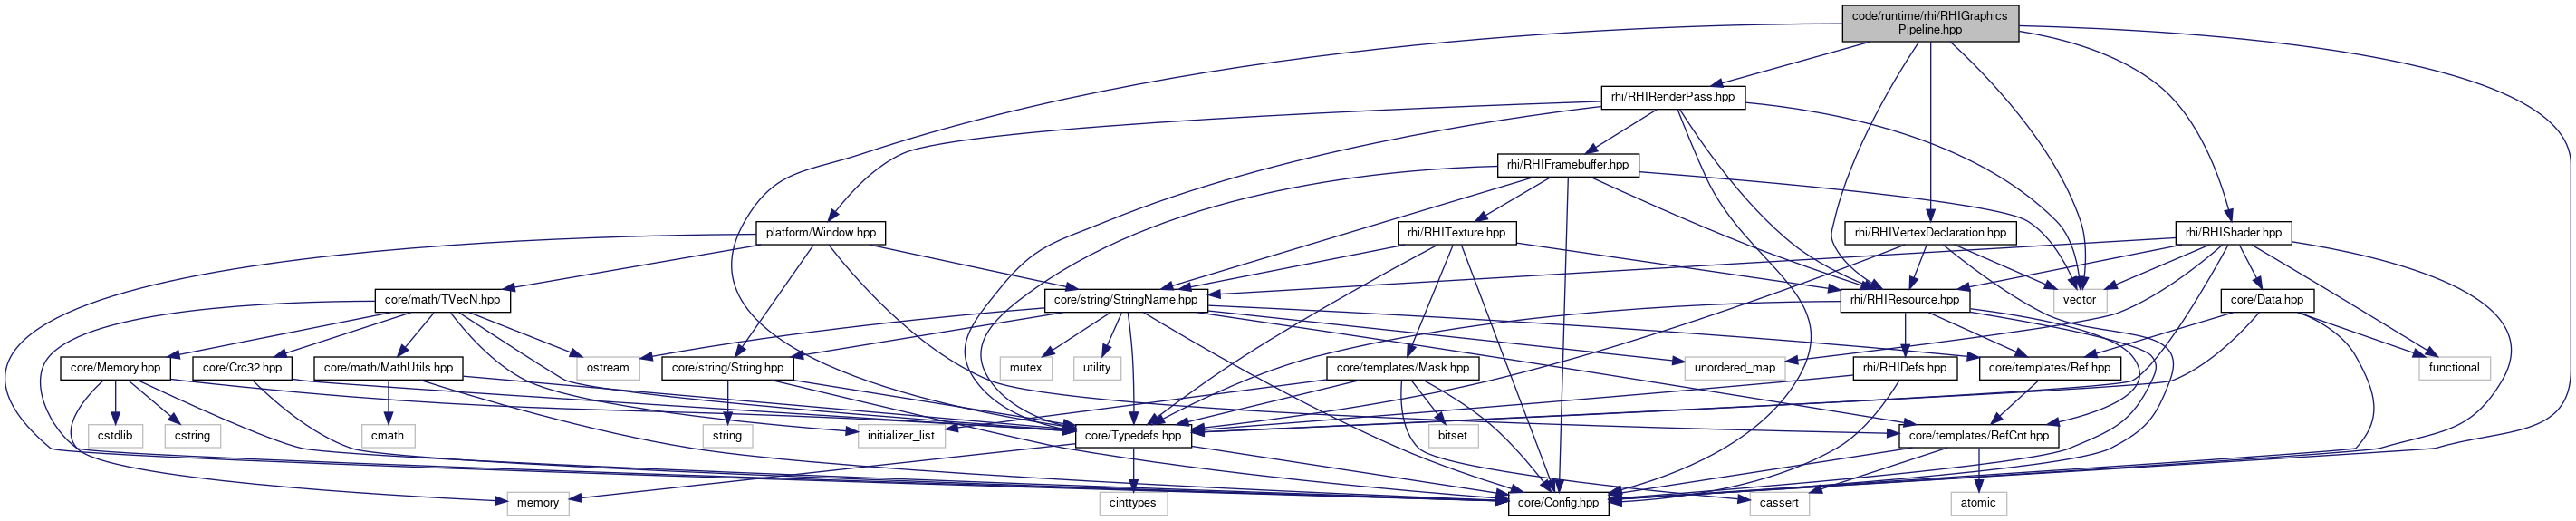 code/runtime/rhi/RHIGraphics
Pipeline.hpp
rhi/RHIRenderPass.hpp
rhi/RHIFramebuffer.hpp
platform/Window.hpp
rhi/RHITexture.hpp
rhi/RHIVertexDeclaration.hpp
rhi/RHIShader.hpp
core/math/TVecN.hpp
core/string/StringName.hpp
rhi/RHIResource.hpp
vector
core/Data.hpp
core/Memory.hpp
core/Crc32.hpp
core/math/MathUtils.hpp
ostream
core/string/String.hpp
mutex
utility
core/templates/Mask.hpp
unordered_map
rhi/RHIDefs.hpp
core/templates/Ref.hpp
functional
cstdlib
cstring
cmath
string
initializer_list
core/Typedefs.hpp
bitset
core/templates/RefCnt.hpp
memory
cinttypes
core/Config.hpp
cassert
atomic